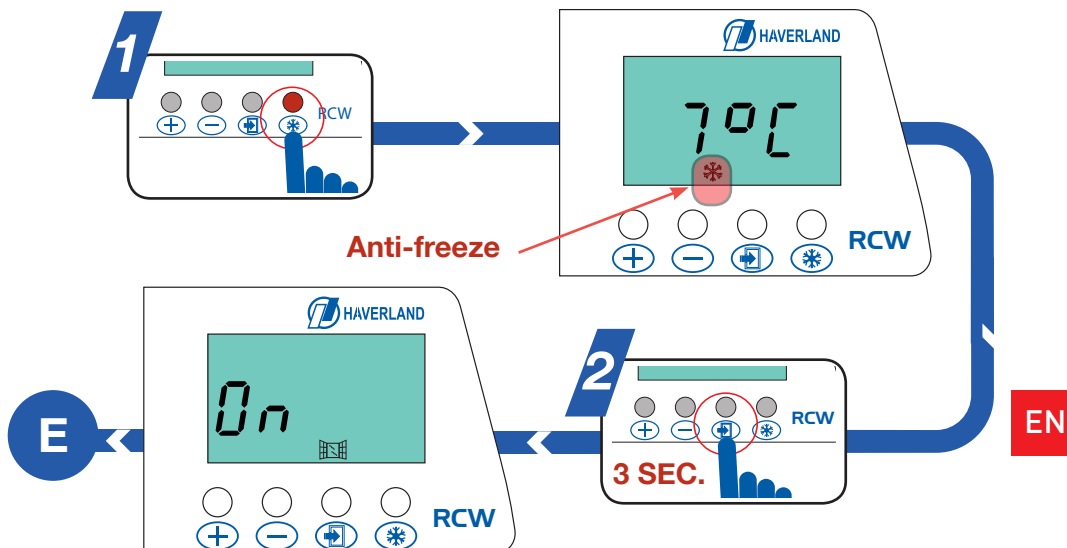 1
RCW
HAVERLAND
7°C
Anti-freeze
RCW
2
RCW
3 SEC.
HAVERLAND
On
RCW
E
EN